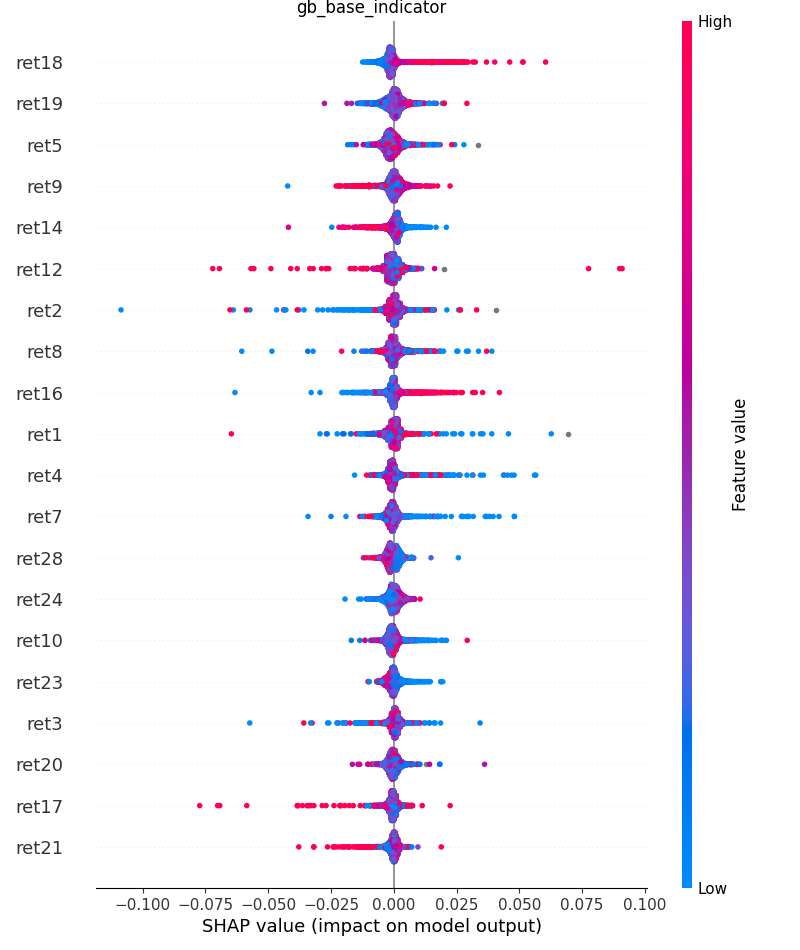 gb_base_indicator
High
ret18
ret19
ret5
ret9
ret14
ret12
ret2
ret8
ret16
ret1
ret4
ret7
ret28
ret24
ret10
ret23
ret3
ret20
ret17
ret21
Feature value
Low
−0.100 −0.075 −0.050 −0.025 0.000 0.025 0.050 0.075 0.100
SHAP value (impact on model output)